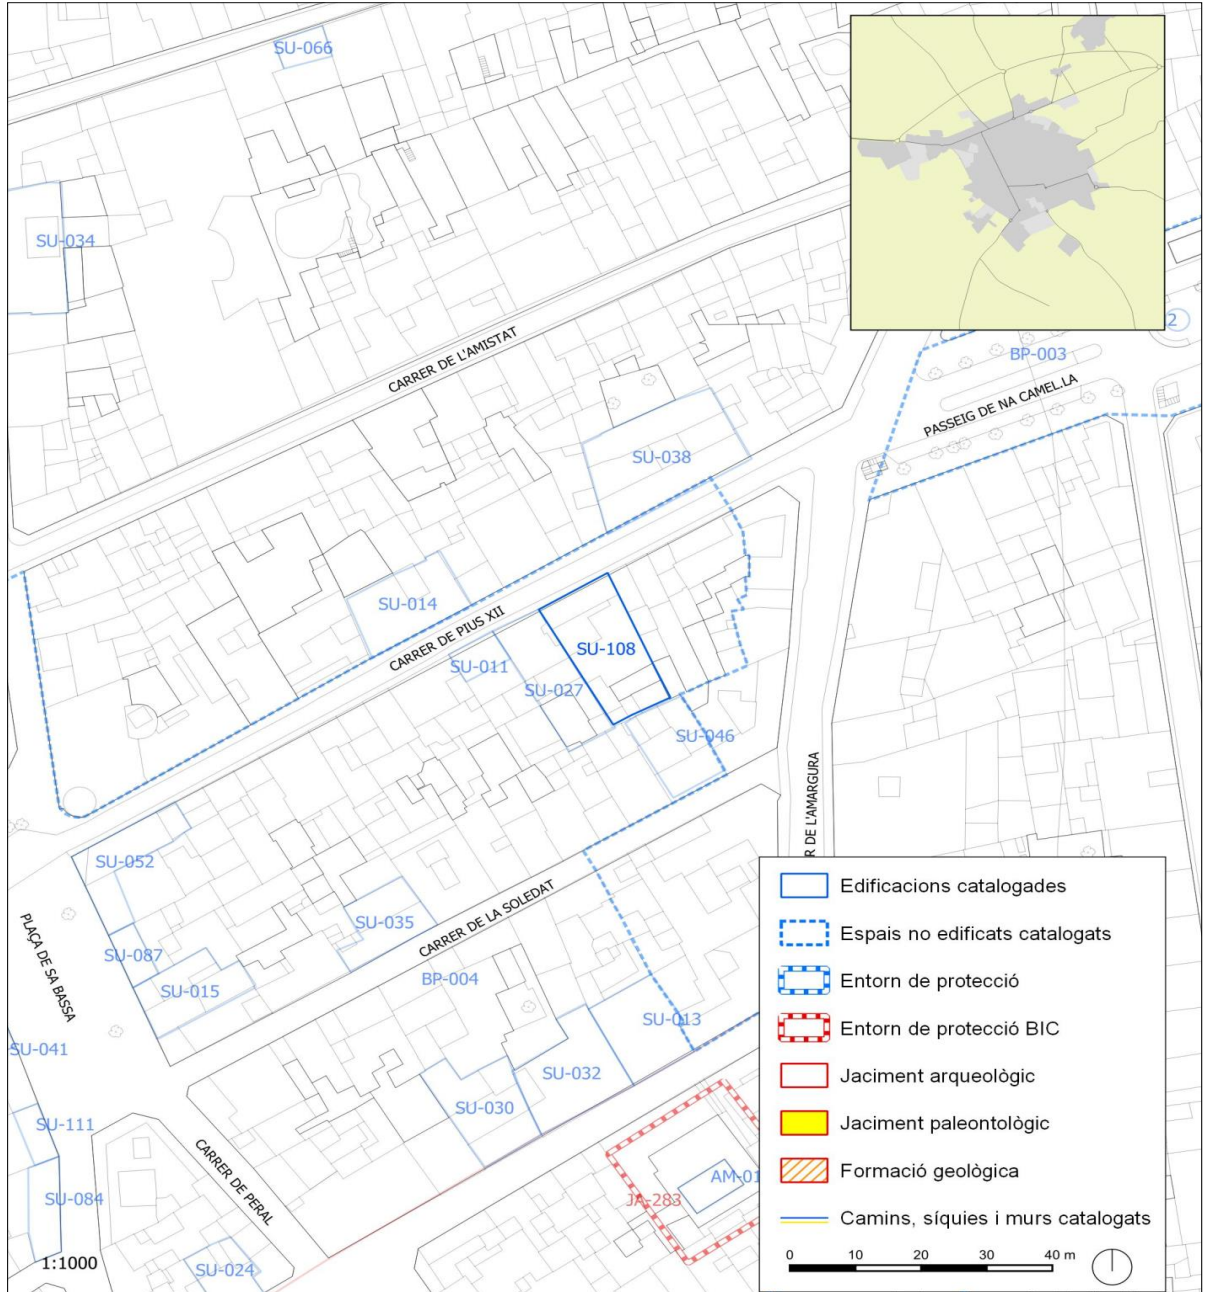 SU-066
SU-034
CARRER DE L'AMISTAT
2
BP-003
PASSEIG DE NA CAMEL.LA
SU-038
SU-014
CARRER DE PIUS XII
SU-108
SU-011
SU-027
SU-046
R DE L'AMARGURA
SU-052
SU-035
CARRER DE LA SOLEDAT
PLAÇA DE SA BASSA
SU-087
BP-004
SU-015
SU-013
SU-041
SU-032
SU-030
SU-111
CARRER DE PERAL
SU-084
AM-01
JA-283
SU-024
1:1000
Edificacions catalogades
Espais no edificats catalogats
Entorn de protecció
Entorn de protecció BIC
Jaciment arqueològic
Jaciment paleontològic
Formació geològica
Camins, síquies i murs catalogats
0 10 20 30 40 m